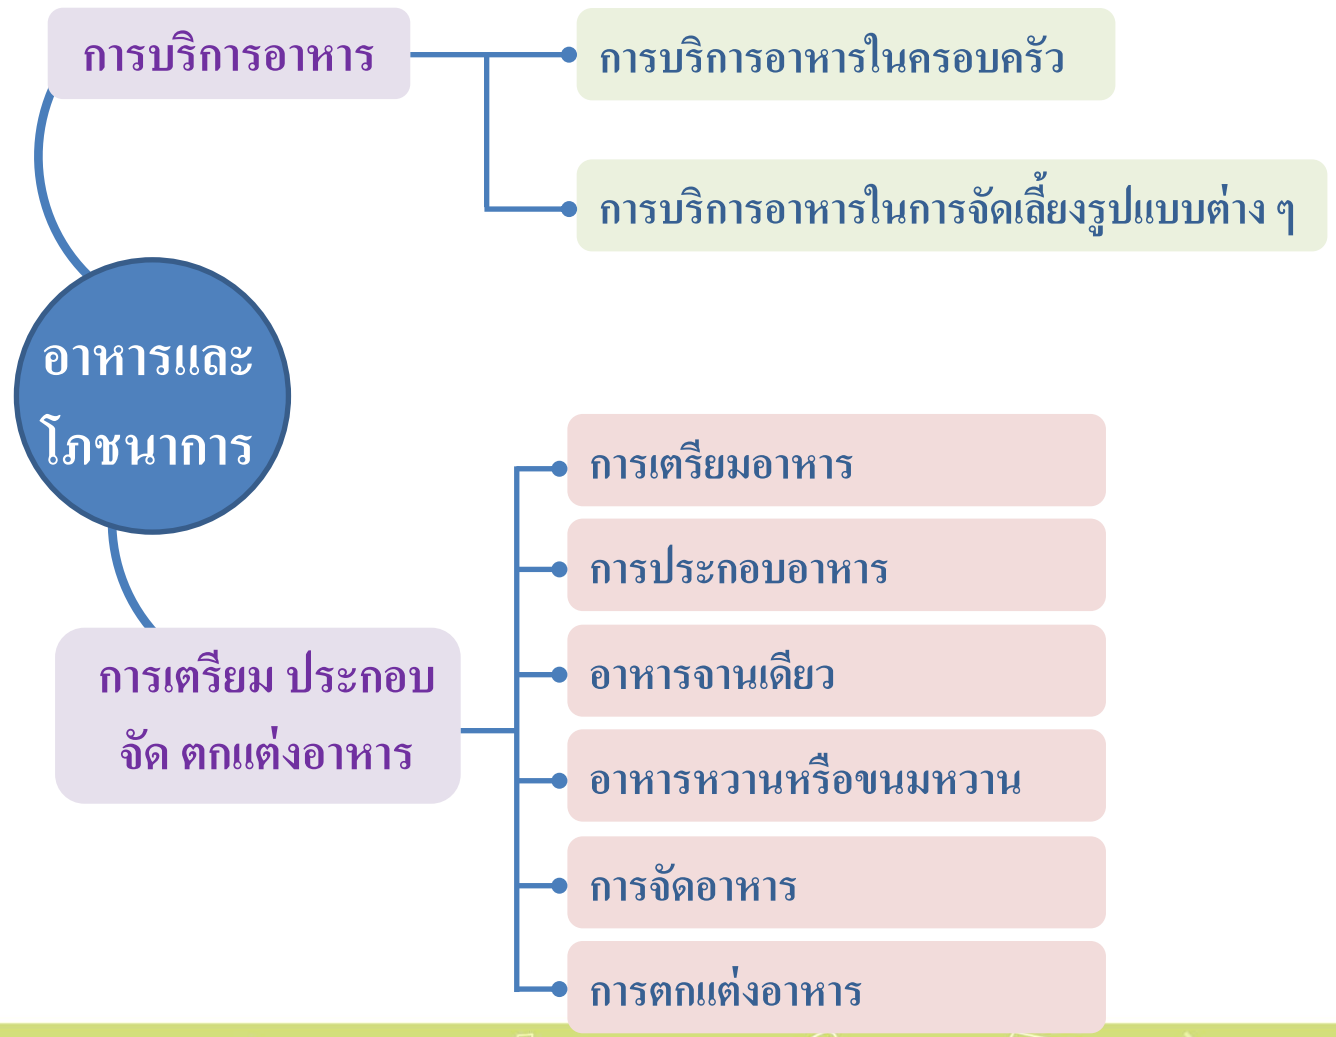 การบริการอาหาร
การบริการอาหารในครอบครัว
การบริการอาหารในการจัดเลี้ยงรูปแบบต่าง ๆ
อาหารและ
โภชนาการ
การเตรียม ประกอบ
จัด ตกแต่งอาหาร
การเตรียมอาหาร
การประกอบอาหาร
อาหารจานเดียว
อาหารหวานหรือขนมหวาน
การจัดอาหาร
การตกแต่งอาหาร